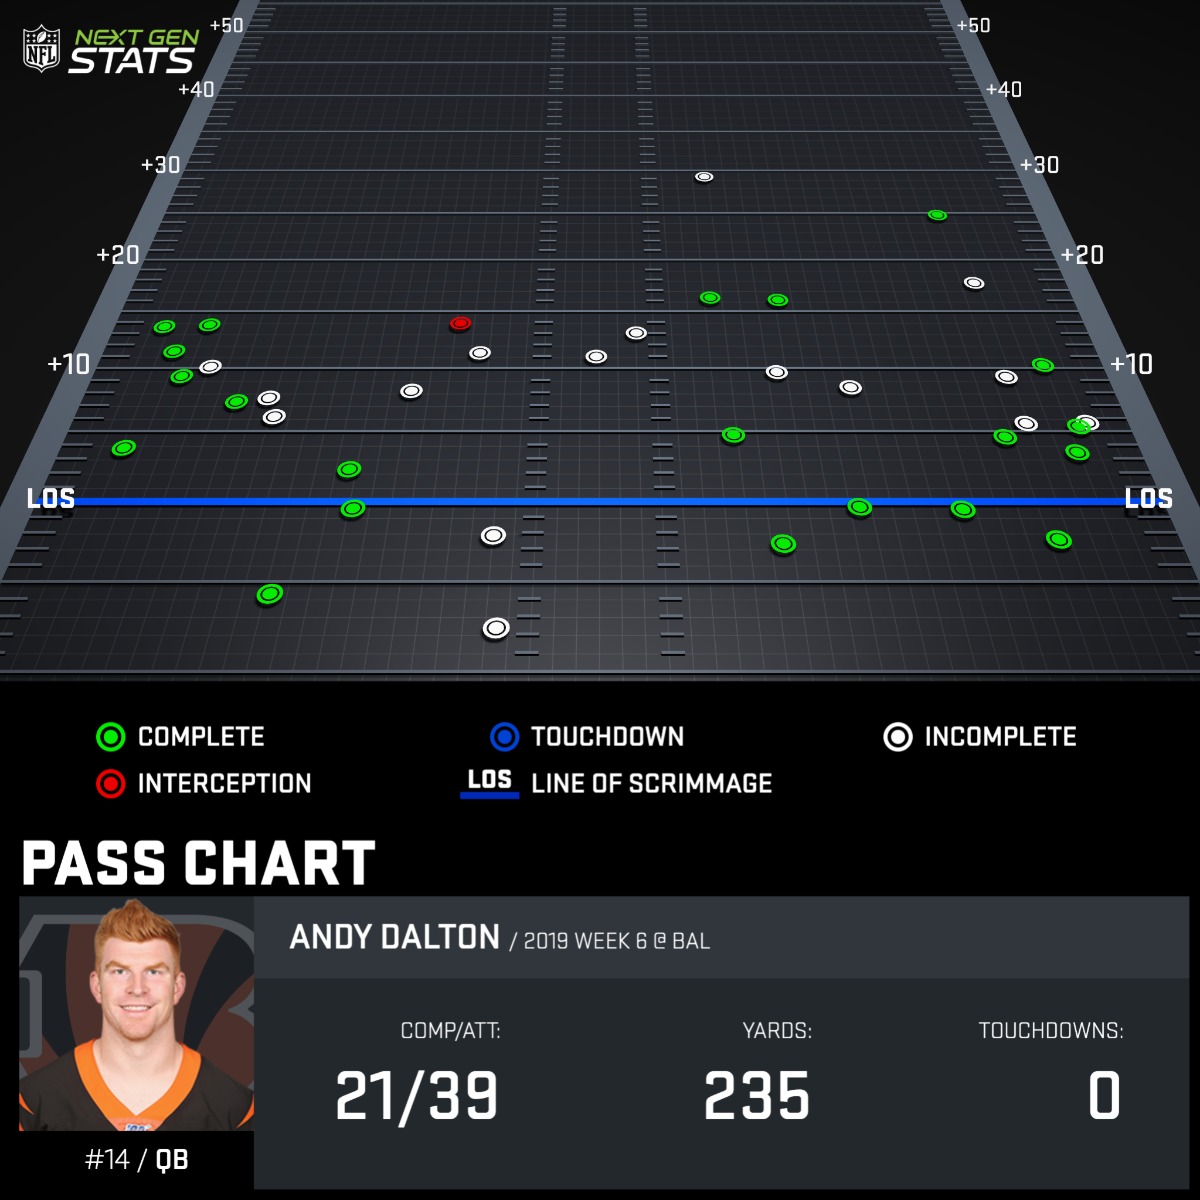 NFL
NEXT GEN
STATS
+50 +50
+40 +40
+30 +30
+20 +20
+10 +10
LOS LOS
COMPLETE TOUCHDOWN INCOMPLETE
INTERCEPTION LOS LINE OF SCRIMMAGE
PASS CHART
ANDY DALTON / 2019 WEEK 6 @ BAL
COMP/ATT: YARDS: TOUCHDOWNS:
21/39 235 0
#14 / QB